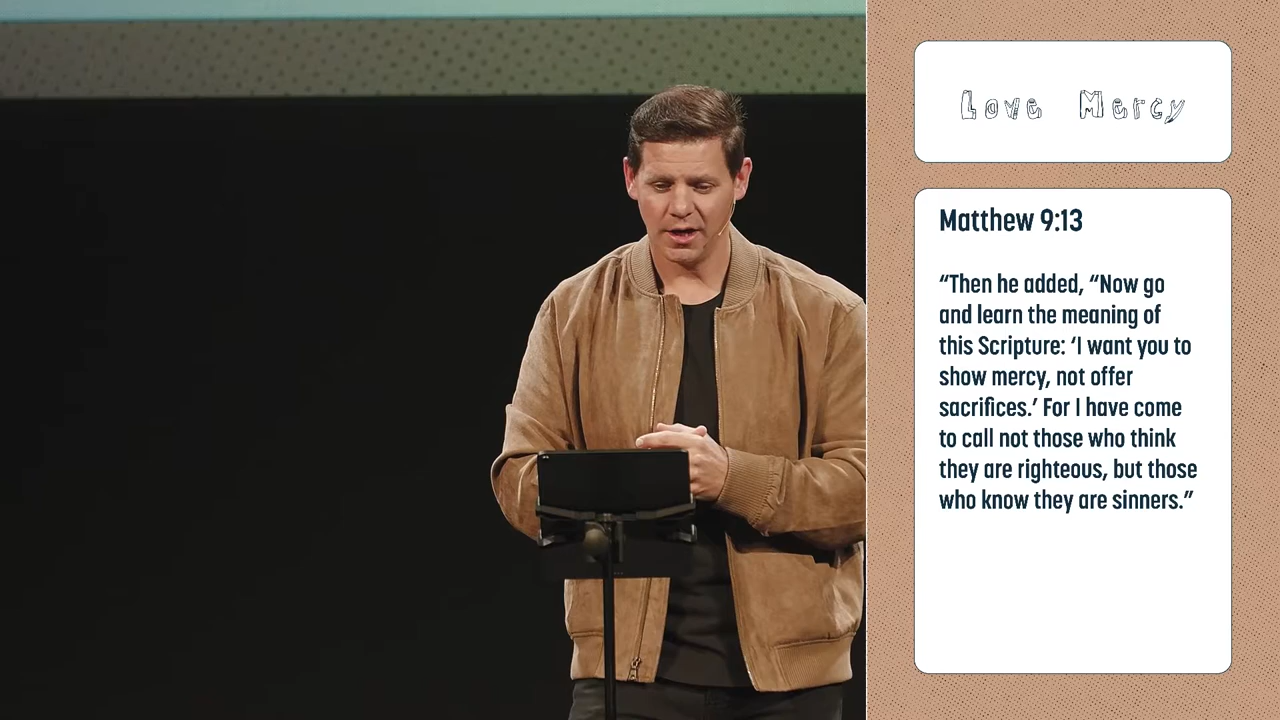 Love Mercy
Matthew 9:13
“Then he added, “Now go
and learn the meaning of
this Scripture: ‘I want you to
show mercy, not offer
sacrifices.’ For I have come
to call not those who think
they are righteous, but those
who know they are sinners.”